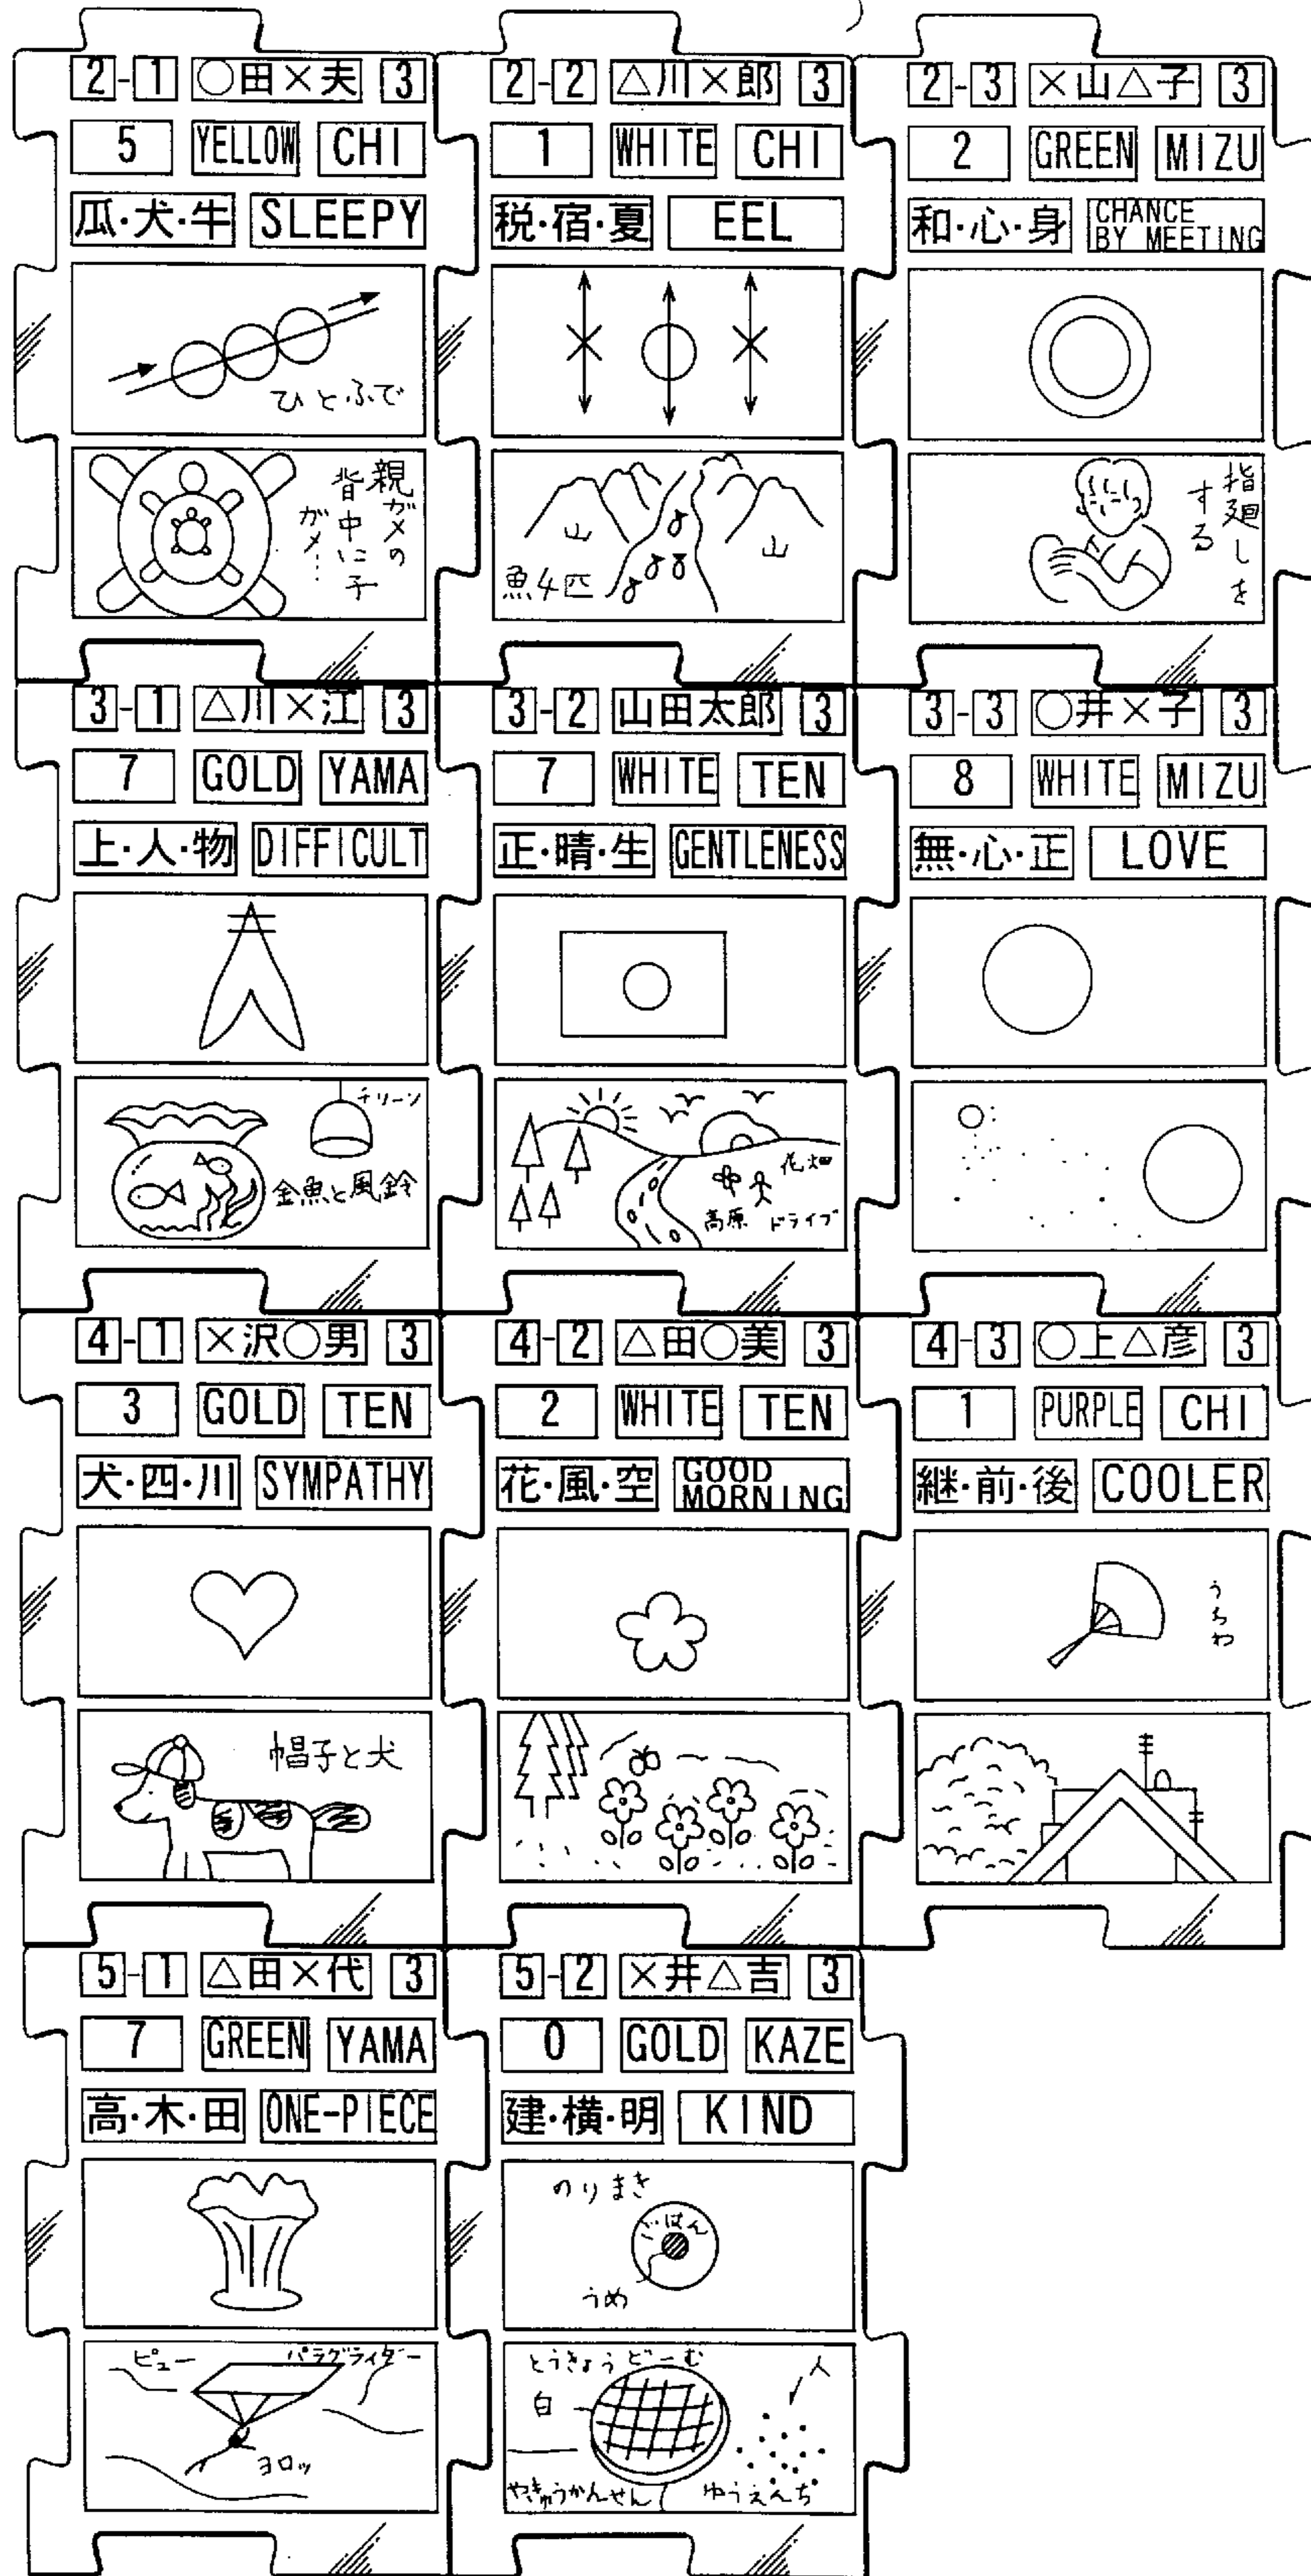 2-1 ○田×夫 3
5 YELLOW CHI
瓜・犬・牛 SLEEPY
ひとふで
親ガメの
背中に子
ガメ…
2-2 △川×郎 3
1 WHITE CHI
税・宿・夏 EEL
山
山
魚4匹
2-3 ×山△子 3
2 GREEN MIZU
和・心・身 CHANCE
BY MEETING
指廻しを
する
3-1 △川×江 3
7 GOLD YAMA
上・人・物 DIFFICULT
チリーン
金魚と風鈴
3-2 山田太郎 3
7 WHITE TEN
正・晴・生 GENTLENESS
花畑
高原 ドライブ
3-3 ○井×子 3
8 WHITE MIZU
無・心・正 LOVE
4-1 ×沢○男 3
3 GOLD TEN
犬・四・川 SYMPATHY
帽子と犬
4-2 △田○美 3
2 WHITE TEN
花・風・空 GOOD
MORNING
4-3 ○上△彦 3
1 PURPLE CHI
継・前・後 COOLER
うちわ
5-1 △田×代 3
7 GREEN YAMA
高・木・田 ONE-PIECE
ピュー パラグライダー
ヨロッ
5-2 ×井△吉 3
0 GOLD KAZE
建・横・明 KIND
のりまき
ごはん
うめ
とうきょうどーむ
人
白
やきゅうかんせん ゆうえんち